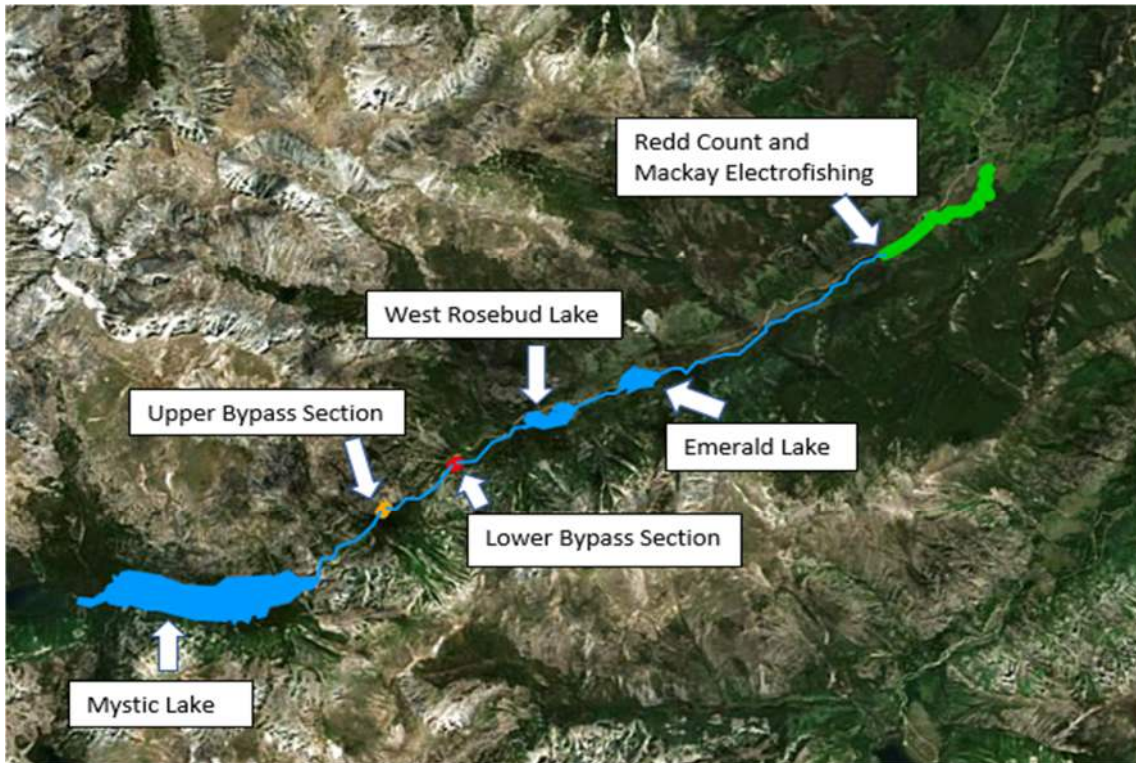 Redd Count and
Mackay Electrofishing
West Rosebud Lake
Upper Bypass Section
Emerald Lake
Lower Bypass Section
Mystic Lake